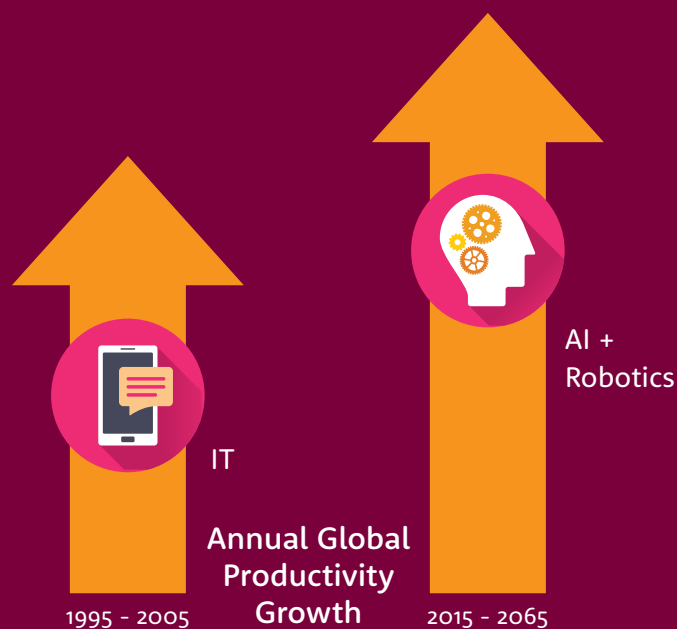 IT
AI +
Robotics
Annual Global
Productivity
Growth
1995 - 2005
2015 - 2065